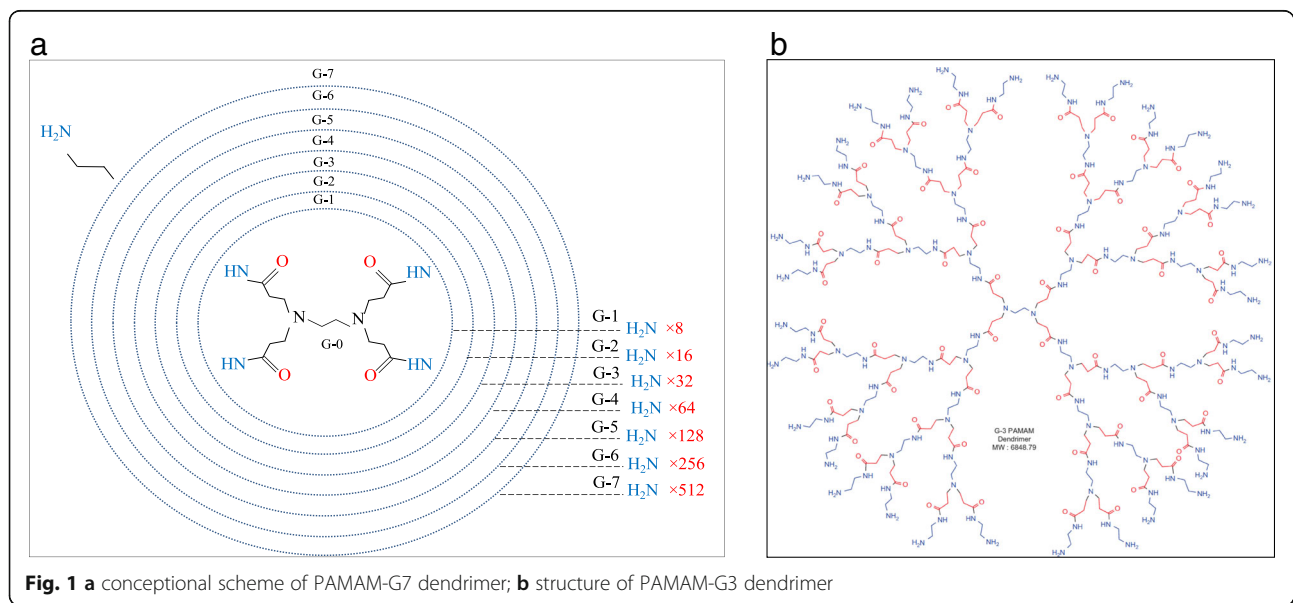 a
G-7
G-6
G-5
G-4
G-3
G-2
G-1
H₂N
O
O
HN
HN
N
N
G-0
HN
HN
O
O
G-1 H₂N ×8
G-2 H₂N ×16
G-3 H₂N ×32
G-4 H₂N ×64
G-5 H₂N ×128
G-6 H₂N ×256
G-7 H₂N ×512
b
G-3 PAMAM
Dendrimer
MW : 6848.79
Fig. 1 a conceptional scheme of PAMAM-G7 dendrimer; b structure of PAMAM-G3 dendrimer